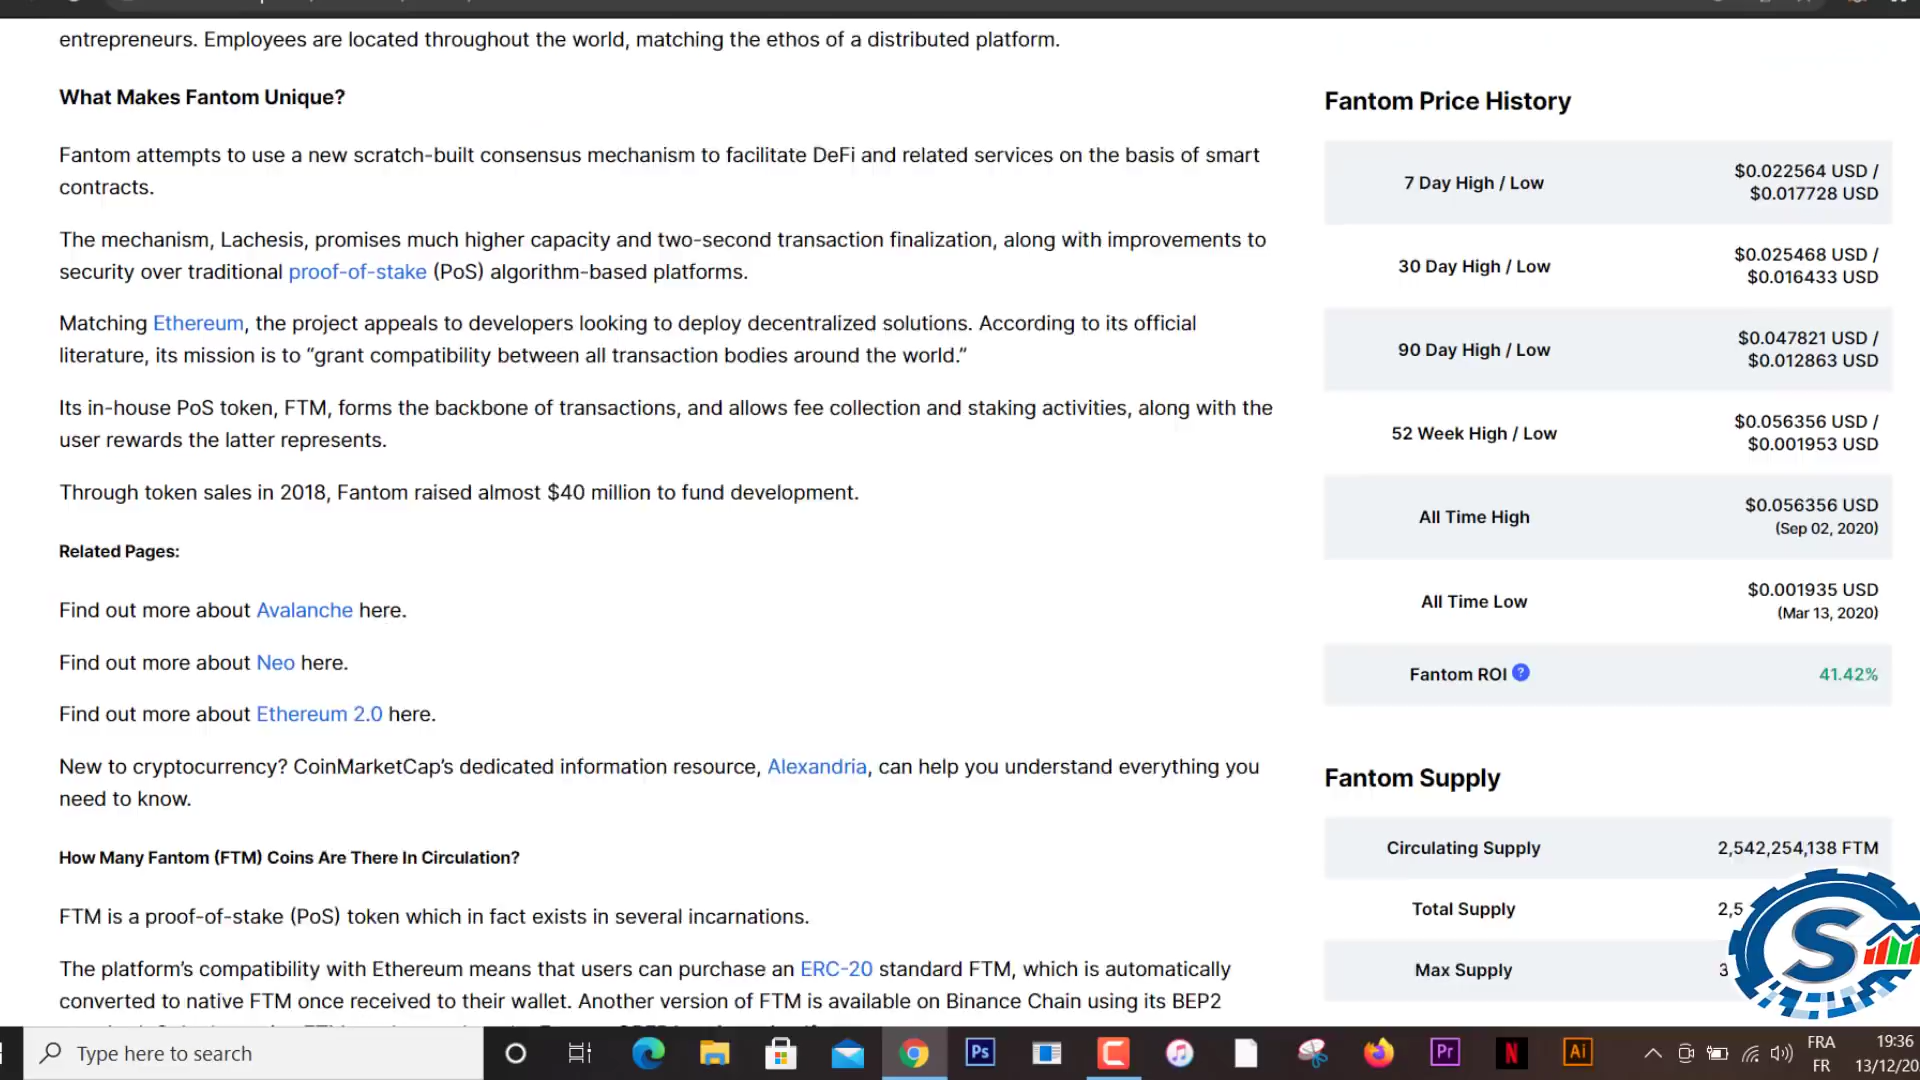 entrepreneurs. Employees are located throughout the world, matching the ethos of a distributed platform.
What Makes Fantom Unique?
Fantom attempts to use a new scratch-built consensus mechanism to facilitate DeFi and related services on the basis of smart
contracts.
The mechanism, Lachesis, promises much higher capacity and two-second transaction finalization, along with improvements to
security over traditional proof-of-stake (PoS) algorithm-based platforms.
Matching Ethereum, the project appeals to developers looking to deploy decentralized solutions. According to its official
literature, its mission is to “grant compatibility between all transaction bodies around the world.”
Its in-house PoS token, FTM, forms the backbone of transactions, and allows fee collection and staking activities, along with the
user rewards the latter represents.
Through token sales in 2018, Fantom raised almost $40 million to fund development.
Related Pages:
Find out more about Avalanche here.
Find out more about Neo here.
Find out more about Ethereum 2.0 here.
New to cryptocurrency? CoinMarketCap’s dedicated information resource, Alexandria, can help you understand everything you
need to know.
How Many Fantom (FTM) Coins Are There In Circulation?
FTM is a proof-of-stake (PoS) token which in fact exists in several incarnations.
The platform’s compatibility with Ethereum means that users can purchase an ERC-20 standard FTM, which is automatically
converted to native FTM once received to their wallet. Another version of FTM is available on Binance Chain using its BEP2
Fantom Price History
7 Day High / Low
$0.022564 USD /
$0.017728 USD
30 Day High / Low
$0.025468 USD /
$0.016433 USD
90 Day High / Low
$0.047821 USD /
$0.012863 USD
52 Week High / Low
$0.056356 USD /
$0.001953 USD
All Time High
$0.056356 USD
(Sep 02, 2020)
All Time Low
$0.001935 USD
(Mar 13, 2020)
Fantom ROI ?
41.42%
Fantom Supply
Circulating Supply
2,542,254,138 FTM
Total Supply
2,5
Max Supply
3
S
Type here to search
Ps
Pr
N
Ai
FRA
FR
19:36
13/12/20